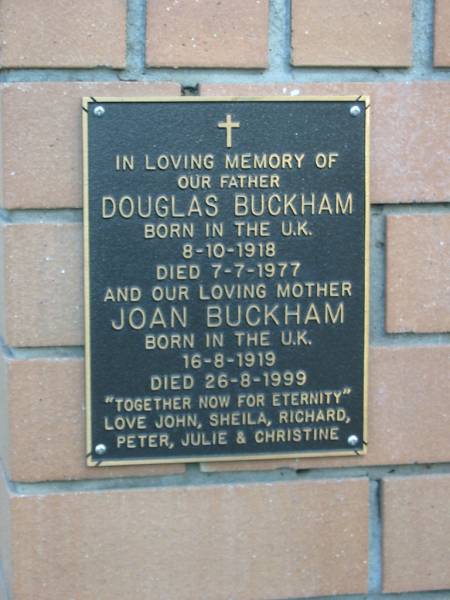 IN LOVING MEMORY OF
OUR FATHER
DOUGLAS BUCKHAM
BORN IN THE U.K.
8-10-1918
DIED 7-7-1977
AND OUR LOVING MOTHER
JOAN BUCKHAM
BORN IN THE U.K.
16-8-1919
DIED 26-8-1999
"TOGETHER NOW FOR ETERNITY"
LOVE JOHN, SHEILA, RICHARD,
PETER, JULIE & CHRISTINE